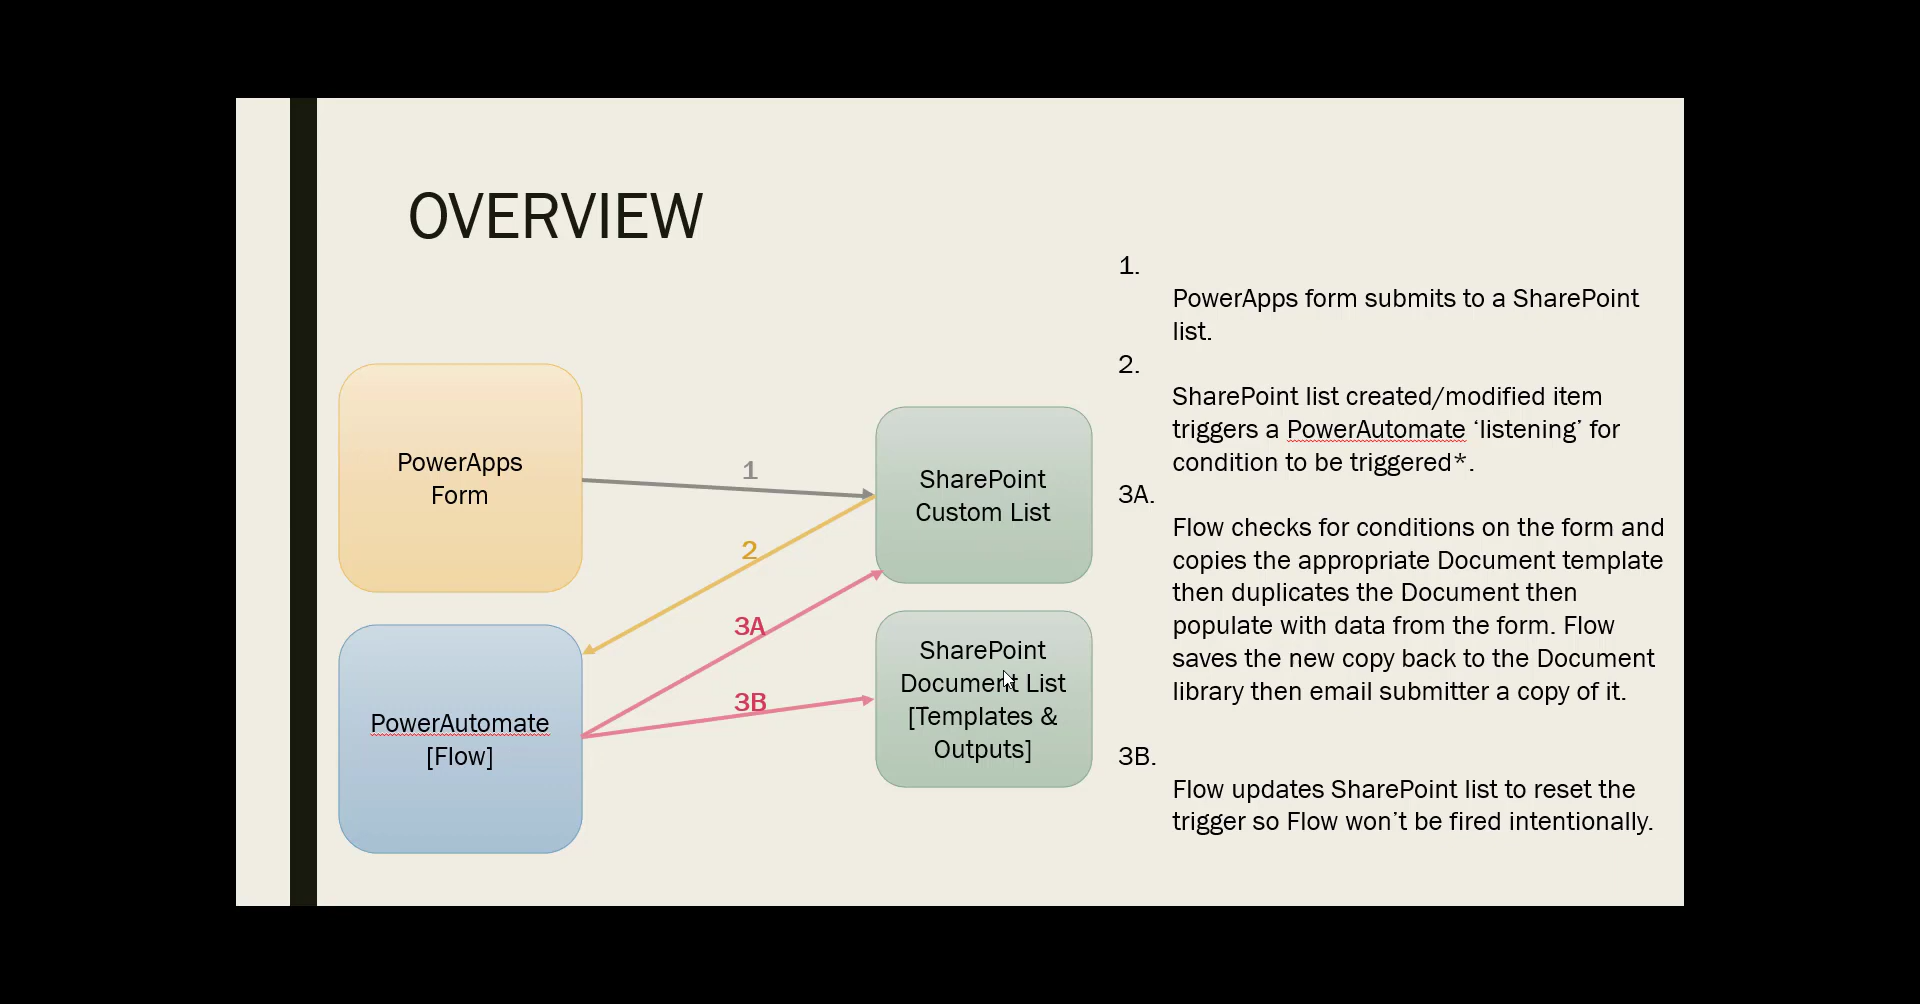 OVERVIEW
PowerApps
Form
PowerAutomate
[Flow]
1
2
3A
3B
SharePoint
Custom List
SharePoint
Document List
[Templates &
Outputs]
1.
PowerApps form submits to a SharePoint
list.
2.
SharePoint list created/modified item
triggers a PowerAutomate ‘listening’ for
condition to be triggered*.
3A.
Flow checks for conditions on the form and
copies the appropriate Document template
then duplicates the Document then
populate with data from the form. Flow
saves the new copy back to the Document
library then email submitter a copy of it.
3B.
Flow updates SharePoint list to reset the
trigger so Flow won’t be fired intentionally.